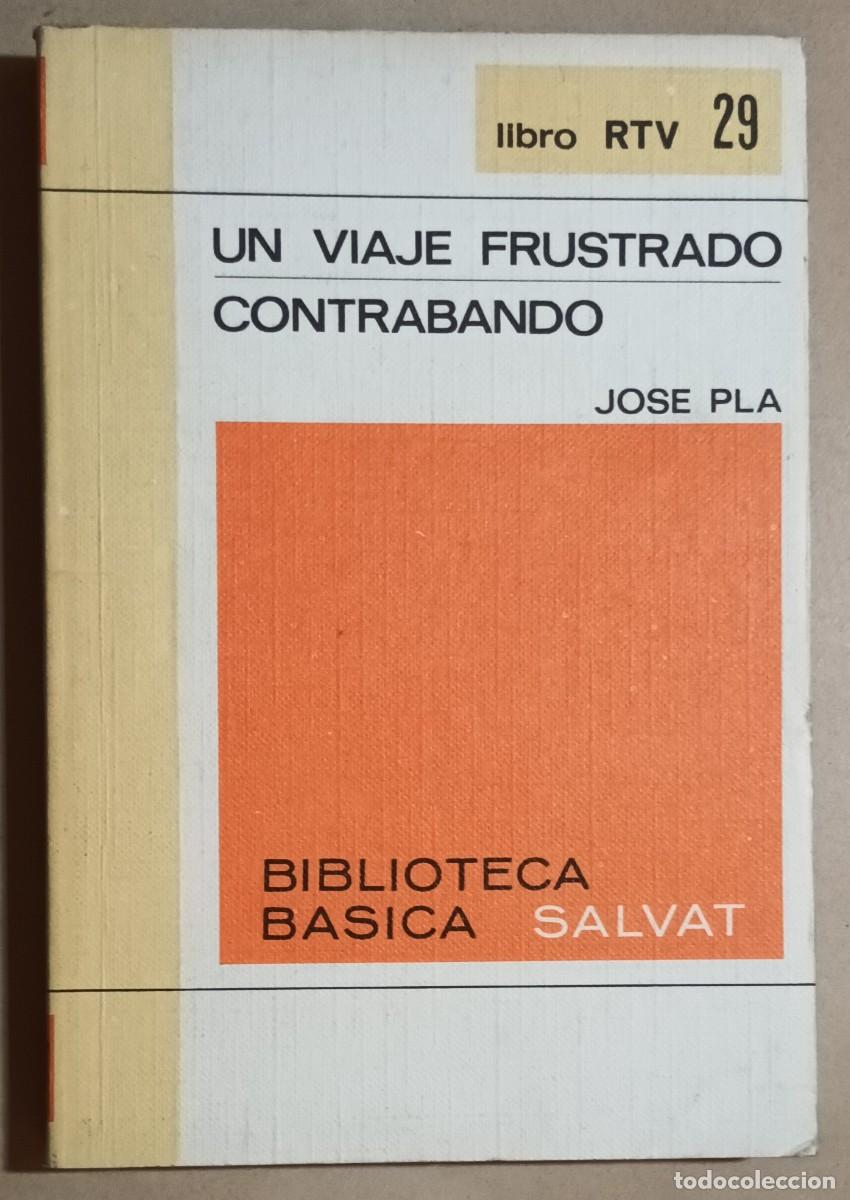 libro RTV 29
UN VIAJE FRUSTRADO
CONTRABANDO
JOSE PLA
BIBLIOTECA
BASICA SALVAT
todocoleccion